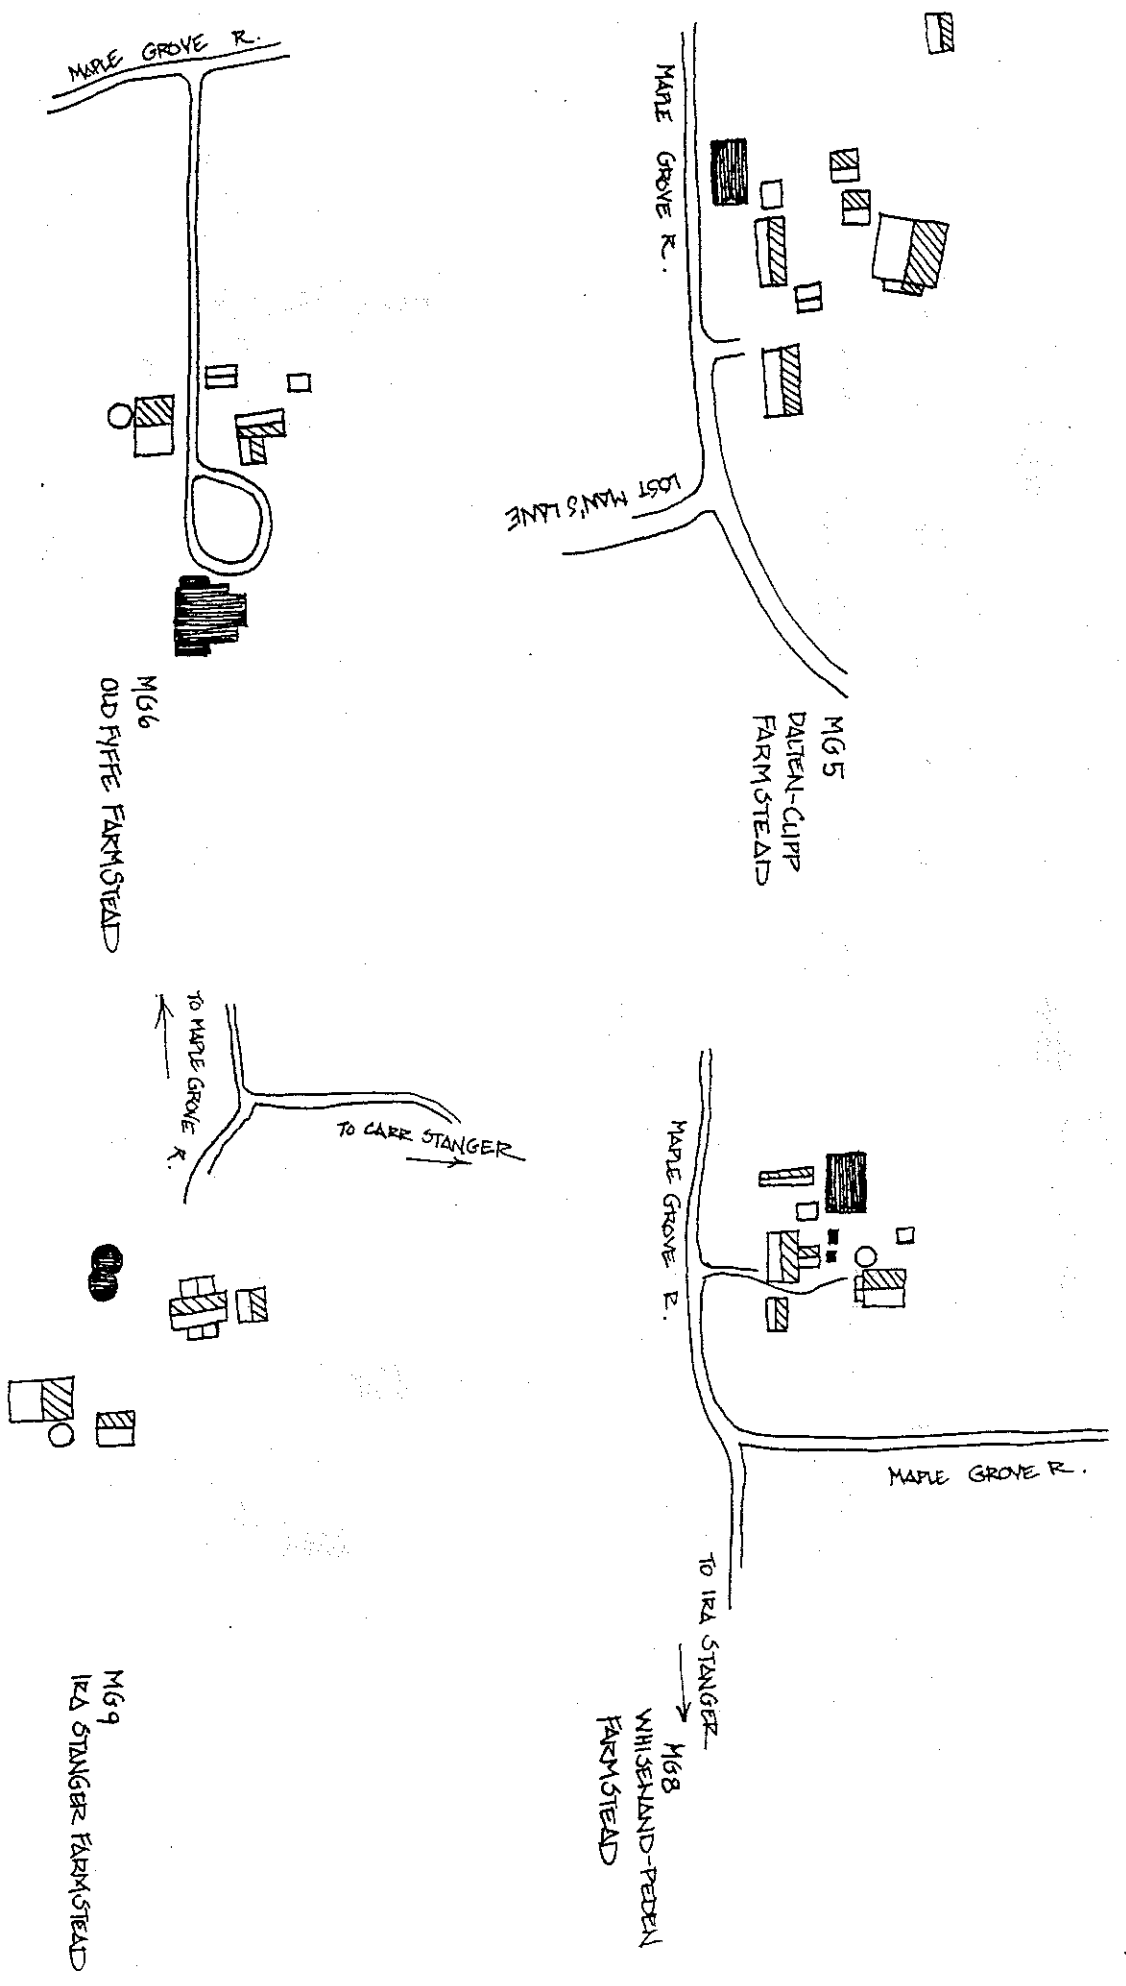 MAPLE GROVE R.
LOST MAN'S LANE
MG5
DALTEN-CLIPP
FARMSTEAD
MAPLE GROVE R.
MG6
OLD FYFFE FARMSTEAD
MAPLE GROVE R.
MAPLE GROVE R.
TO IRA STANGER
MG8
WHISENAND-PEDEN
FARMSTEAD
TO MAPLE GROVE R.
TO CARR STANGER
MG9
IRA STANGER FARMSTEAD